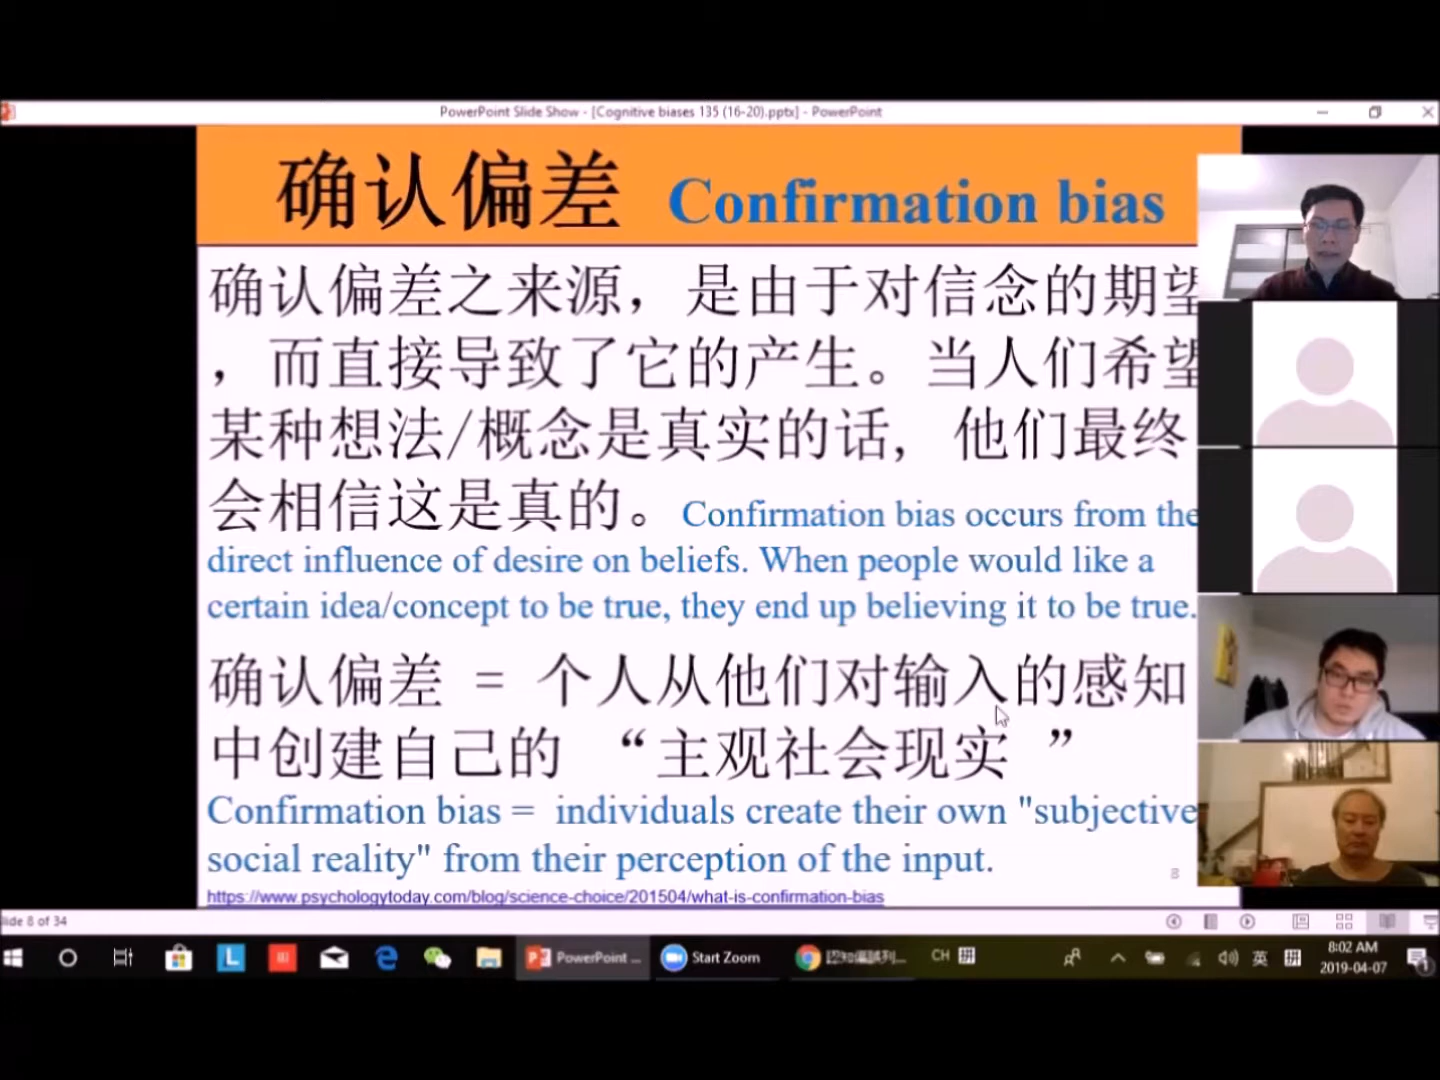 PowerPoint Slide Show - [Cognitive biases 135 (16-20).pptx] - PowerPoint
确认偏差 Confirmation bias
确认偏差之来源，是由于对信念的期望
，而直接导致了它的产生。当人们希望
某种想法/概念是真实的话, 他们最终
会相信这是真的。Confirmation bias occurs from the
direct influence of desire on beliefs. When people would like a
certain idea/concept to be true, they end up believing it to be true.
确认偏差 = 个人从他们对输入的感知
中创建自己的 “主观社会现实 ”
Confirmation bias = individuals create their own "subjective
social reality" from their perception of the input.
8
https://www.psychologytoday.com/blog/science-choice/201504/what-is-confirmation-bias
lide 8 of 34
L
PowerPoint ...
Start Zoom
CH 拼
英 拼
8:02 AM
2019-04-07
1